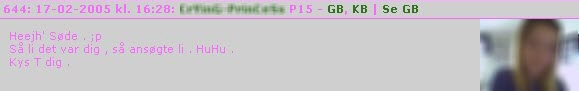 644: 17-02-2005 kl. 16:28: P15 - GB, KB | Se GB
Heejh' Søde . ;p
Så li det var dig , så ansøgte li . HuHu .
Kys T dig .